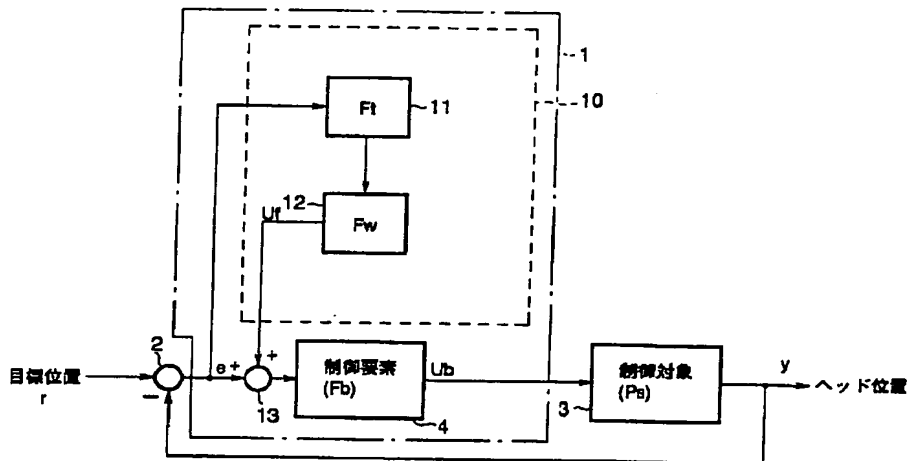 1
10
Ft
11
12
Uf
Fw
2
目標位置
r
−
e
+
+
13
制御要素
(Fb)
4
Ub
制御対象
(Ps)
3
y
ヘッド位置